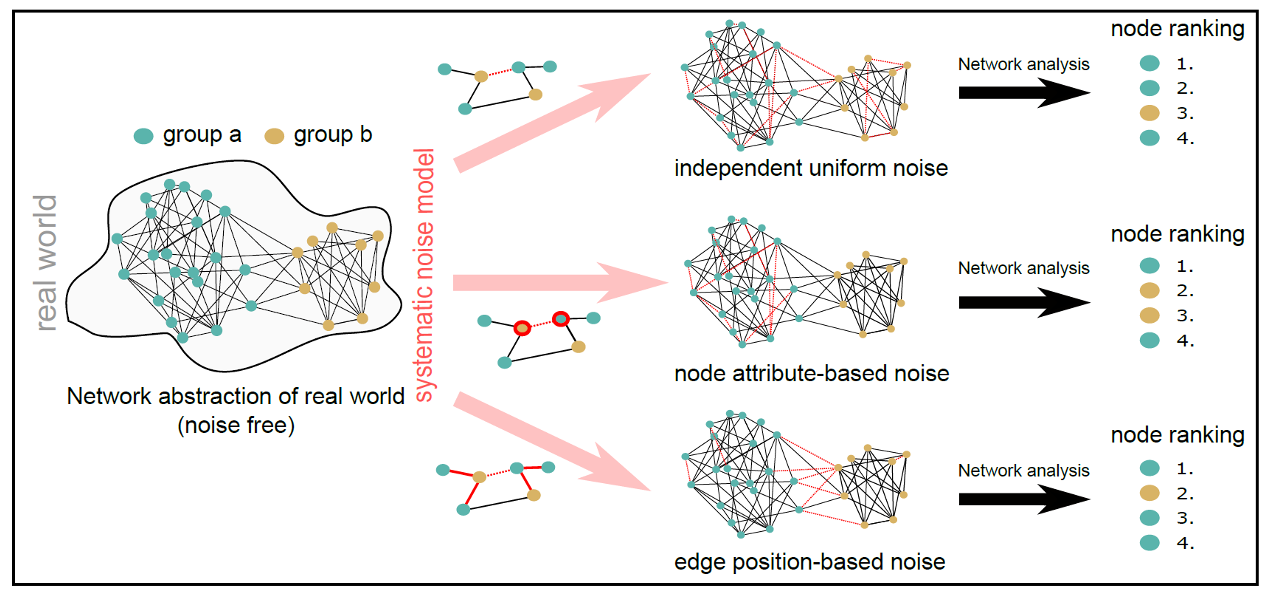 group a
group b
real world
Network abstraction of real world
(noise free)
systematic noise model
independent uniform noise
Network analysis
node ranking
1.
2.
3.
4.
node attribute-based noise
Network analysis
node ranking
1.
2.
3.
4.
edge position-based noise
Network analysis
node ranking
1.
2.
3.
4.